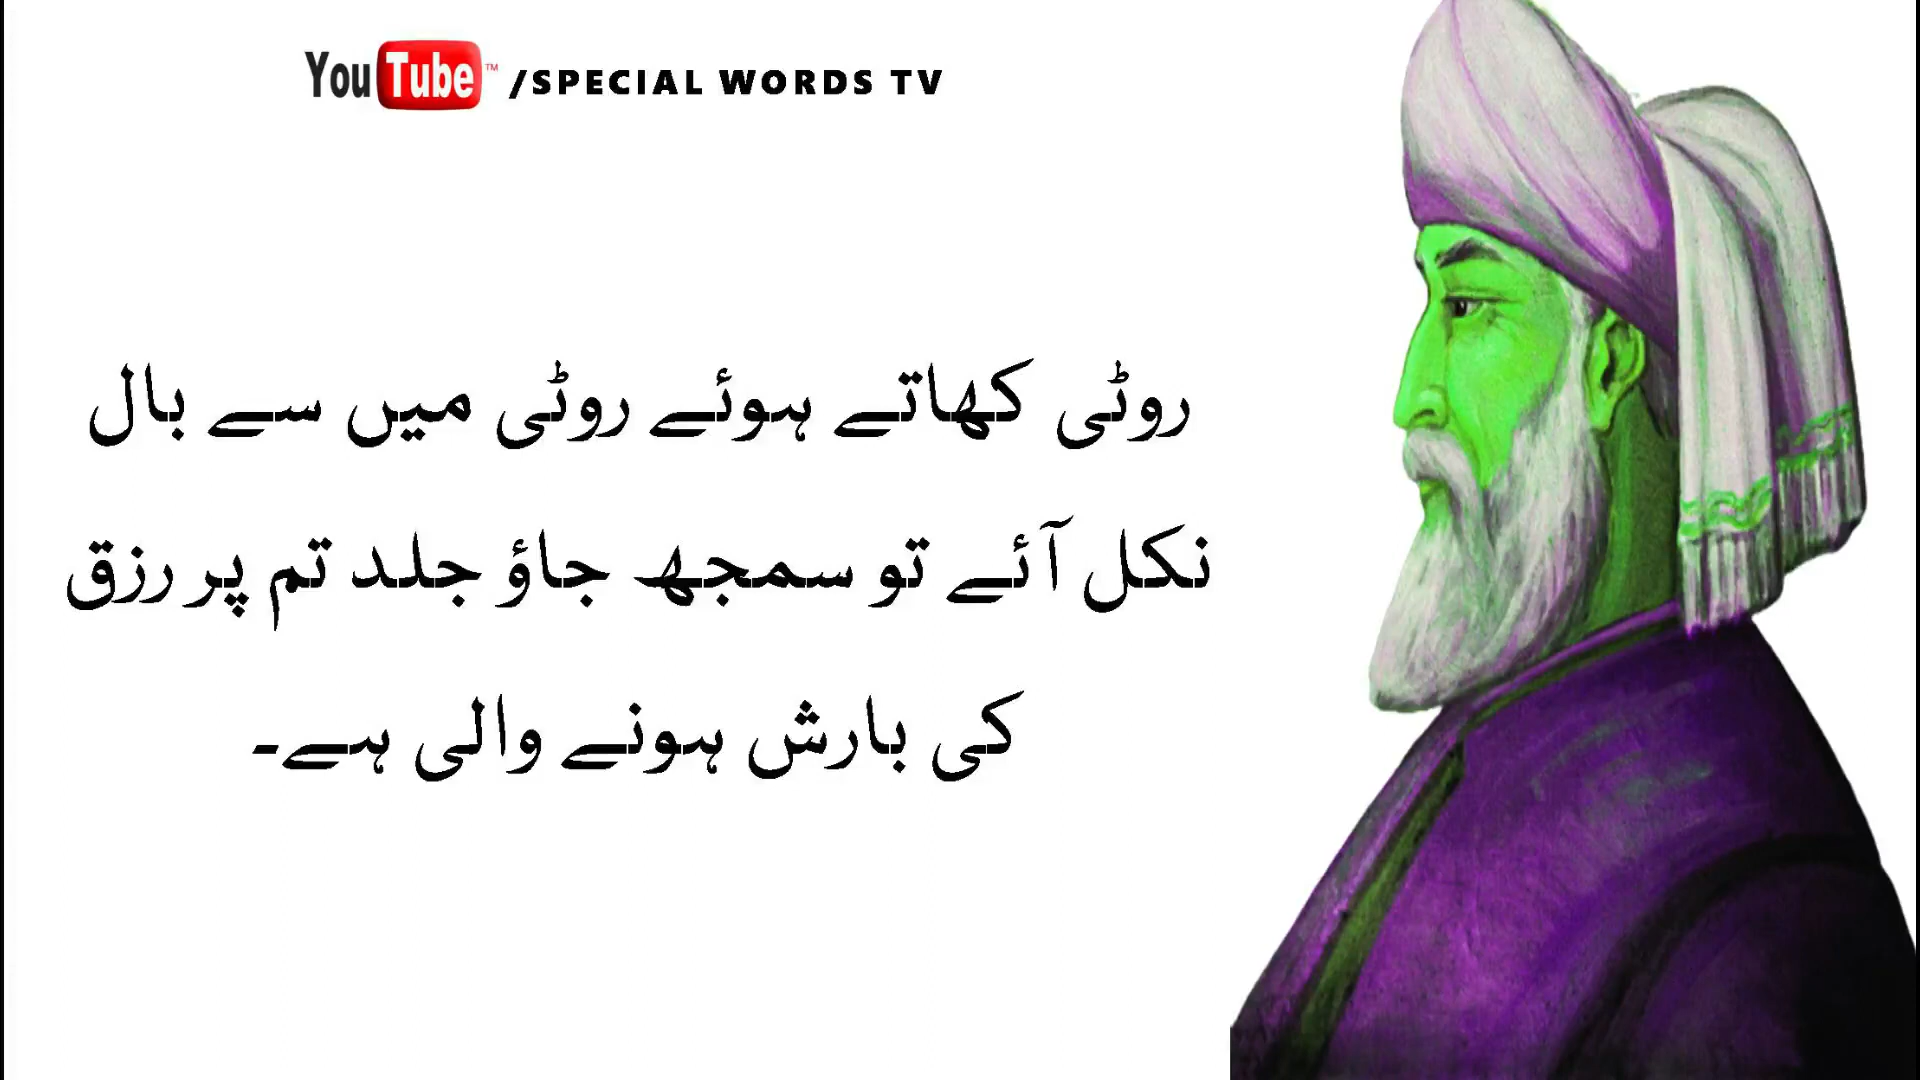 YouTube™ /SPECIAL WORDS TV
روٹی کھاتے ہوئے روٹی میں سے بال
نکل آئے تو سمجھ جاؤ جلد تم پر رزق
کی بارش ہونے والی ہے۔